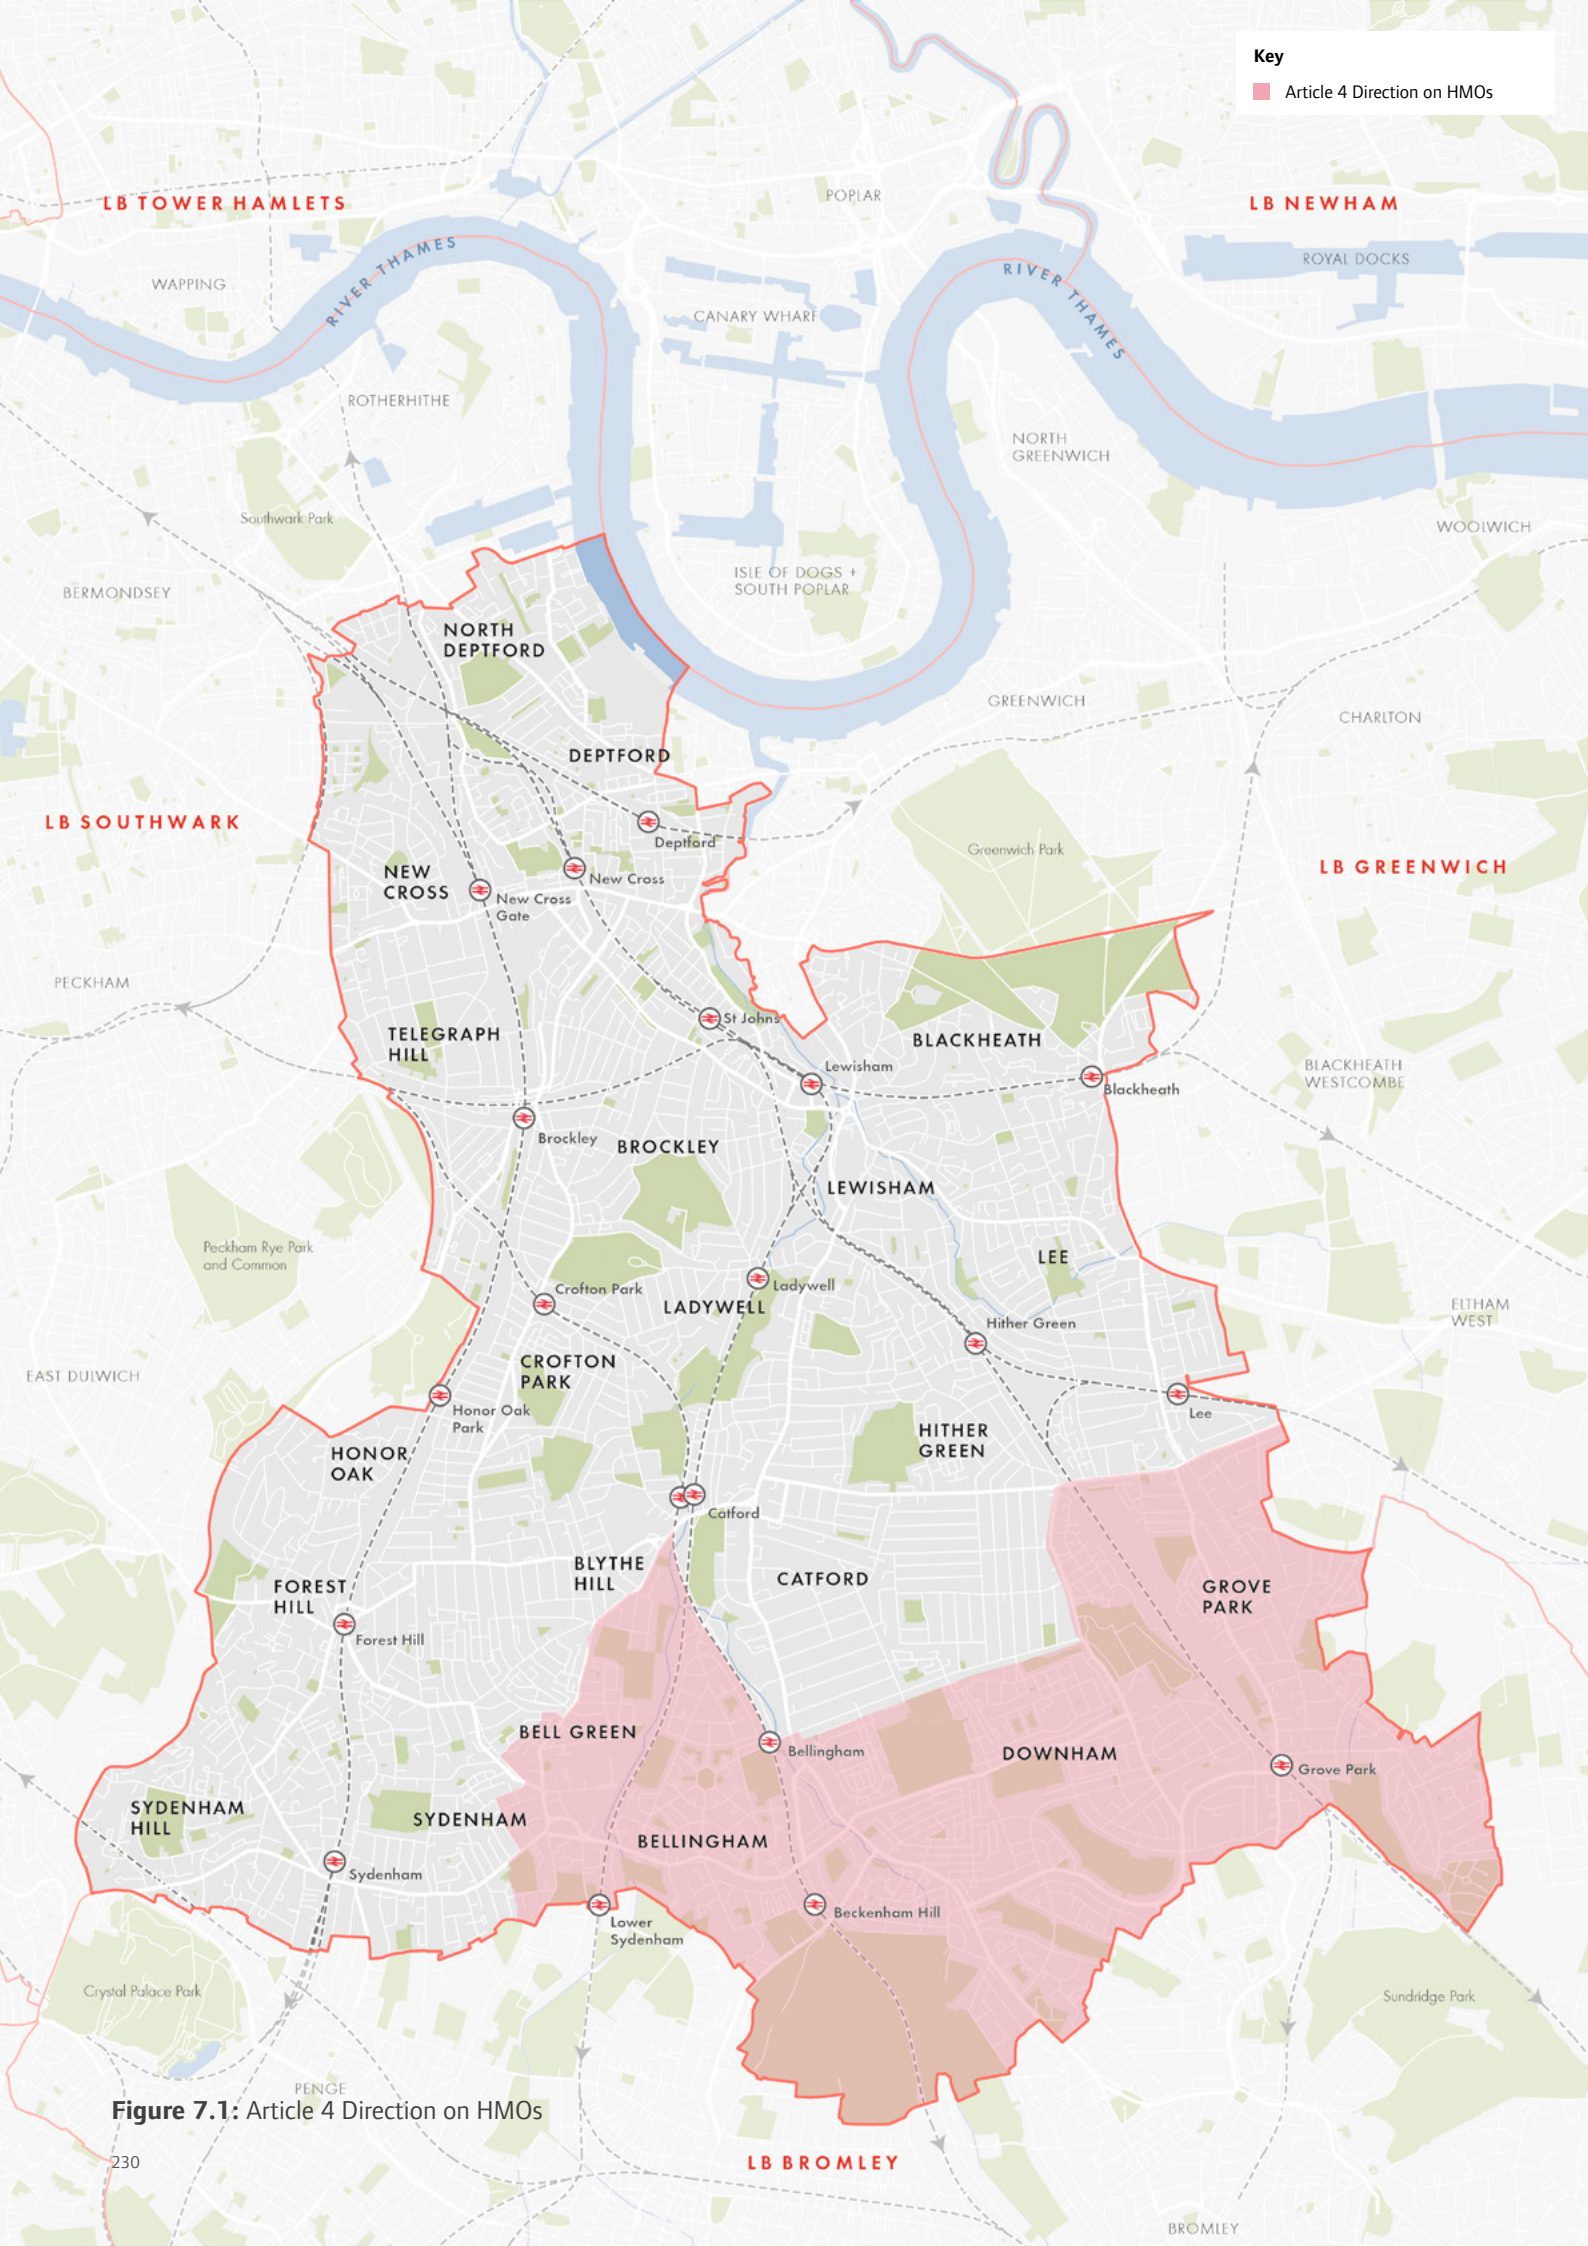 Key
Article 4 Direction on HMOs
LB TOWER HAMLETS
POPLAR
LB NEWHAM
RIVER THAMES
RIVER THAMES
ROYAL DOCKS
WAPPING
CANARY WHARF
ROTHERHITHE
NORTH
GREENWICH
Southwark Park
WOOLWICH
ISLE OF DOGS +
SOUTH POPLAR
BERMONDSEY
NORTH
DEPTFORD
GREENWICH
CHARLTON
DEPTFORD
LB SOUTHWARK
Deptford
Greenwich Park
LB GREENWICH
NEW
CROSS
New Cross
New Cross
Gate
PECKHAM
St Johns
TELEGRAPH
HILL
BLACKHEATH
Lewisham
BLACKHEATH
WESTCOMBE
Blackheath
Brockley
BROCKLEY
LEWISHAM
Peckham Rye Park
and Common
LEE
Crofton Park
Ladywell
LADYWELL
ELTHAM
WEST
Hither Green
CROFTON
PARK
EAST DULWICH
Honor Oak
Park
Lee
HITHER
GREEN
HONOR
OAK
Catford
BLYTHE
HILL
CATFORD
GROVE
PARK
FOREST
HILL
Forest Hill
BELL GREEN
Bellingham
DOWNHAM
Grove Park
SYDENHAM
HILL
SYDENHAM
BELLINGHAM
Sydenham
Beckenham Hill
Lower
Sydenham
Crystal Palace Park
Sundridge Park
PENGE
Figure 7.1: Article 4 Direction on HMOs
230
LB BROMLEY
BROMLEY